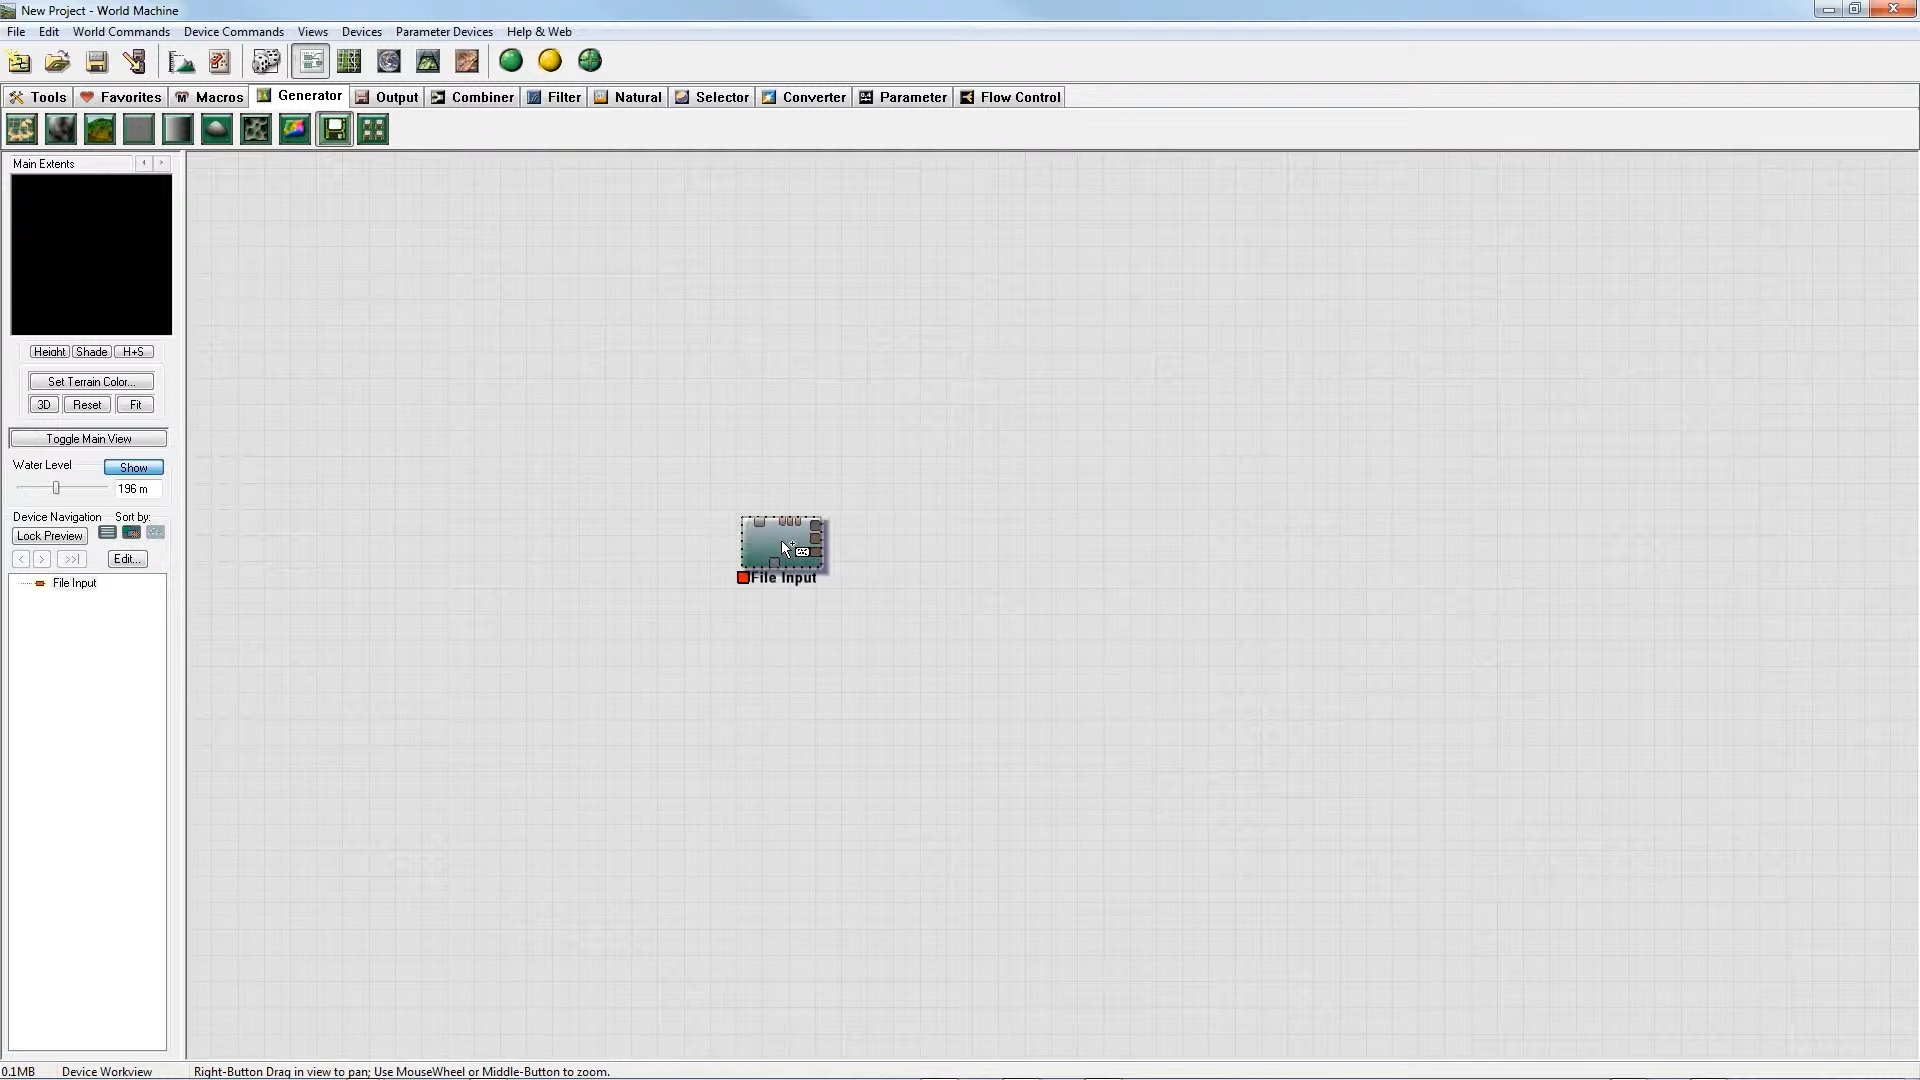 New Project - World Machine
File Edit World Commands Device Commands Views Devices Parameter Devices Help & Web
Tools Favorites Macros Generator Output Combiner Filter Natural Selector Converter Parameter Flow Control
Main Extents
Height Shade H+S
Set Terrain Color...
3D Reset Fit
Toggle Main View
Water Level Show
196 m
Device Navigation Sort by:
Lock Preview
< > >>| Edit...
File Input
File Input
0.1MB Device Workview Right-Button Drag in view to pan; Use MouseWheel or Middle-Button to zoom.